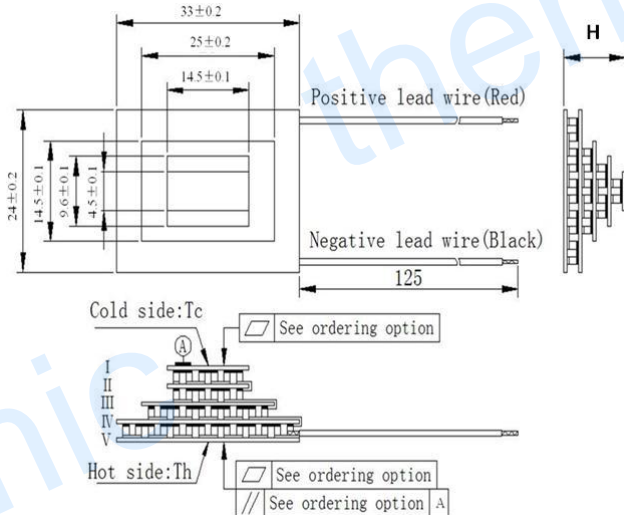 33±0.2
25±0.2
14.5±0.1
H
Positive lead wire(Red)
24±0.2
14.5±0.1
9.6±0.1
4.5±0.1
Negative lead wire(Black)
125
Cold side:Tc
See ordering option
A
I
II
III
IV
V
Hot side:Th
See ordering option
// See ordering option A